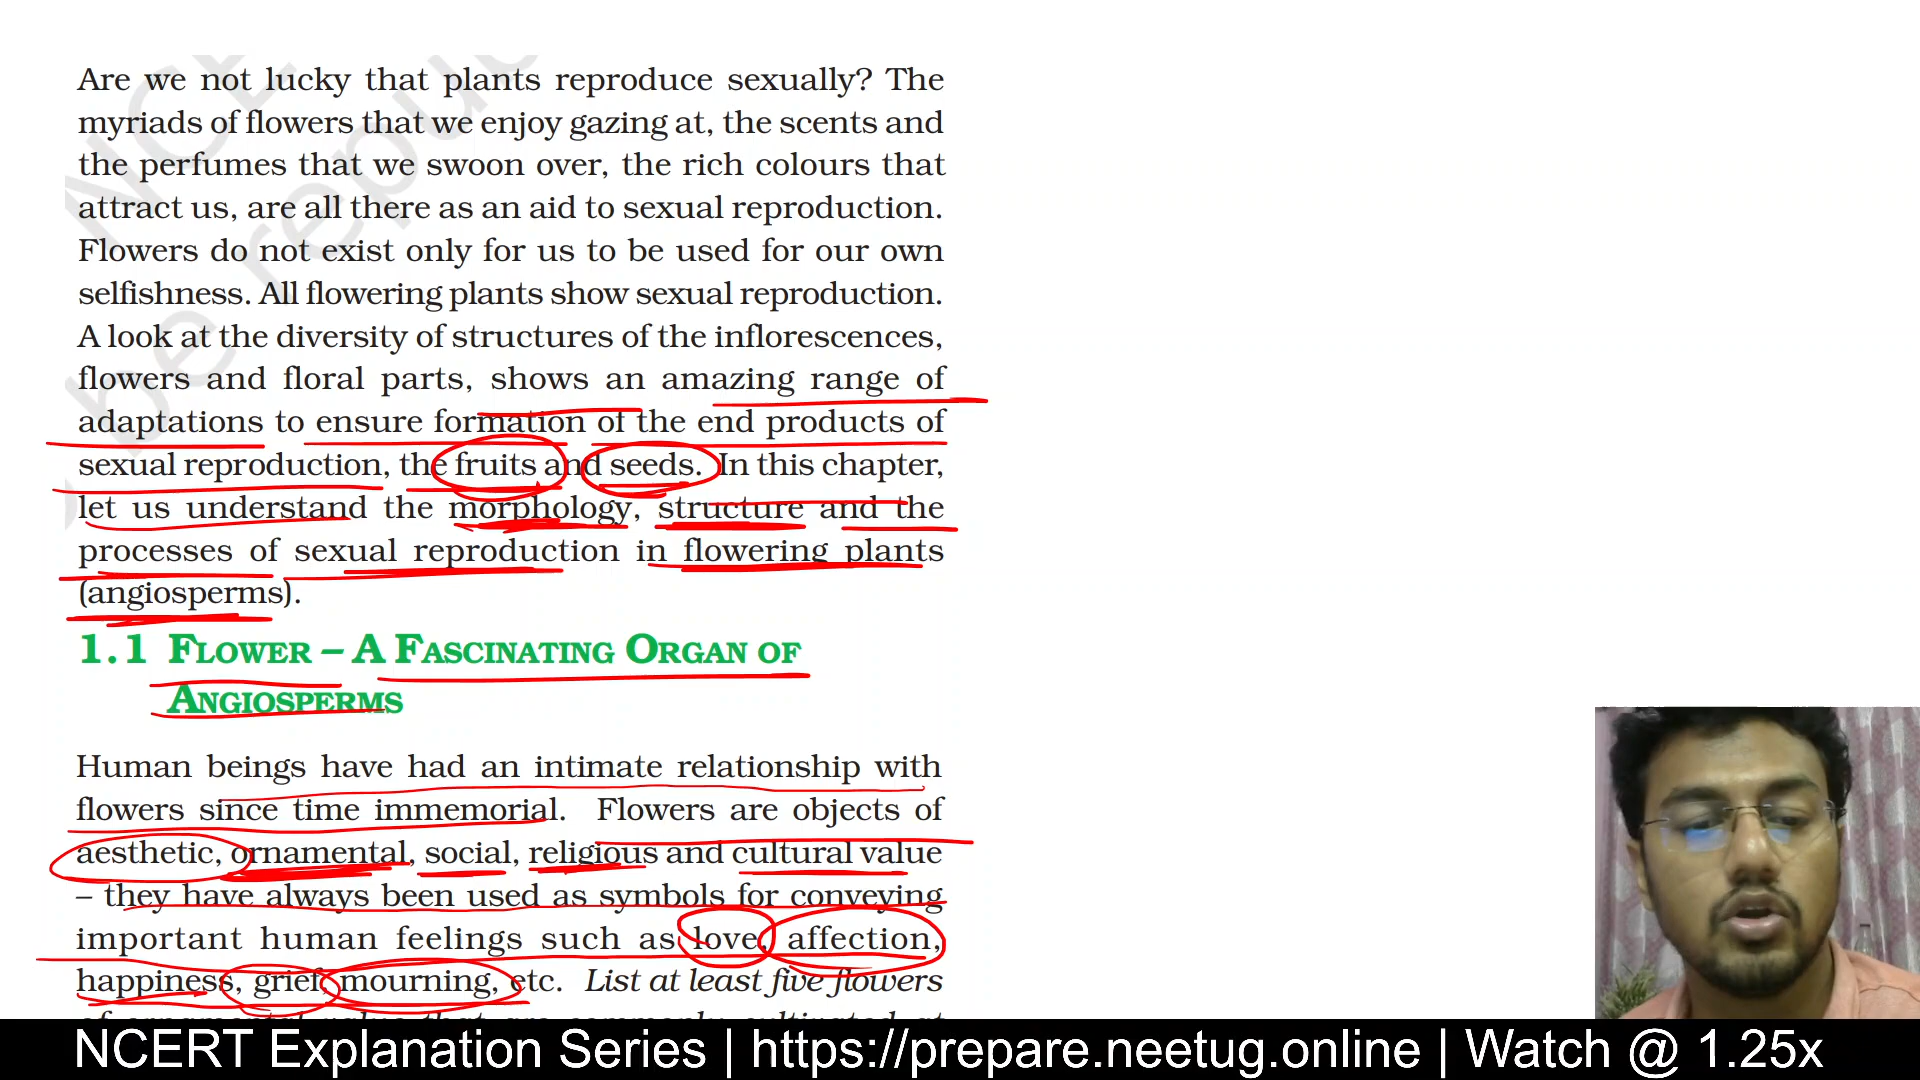 Are we not lucky that plants reproduce sexually? The
myriads of flowers that we enjoy gazing at, the scents and
the perfumes that we swoon over, the rich colours that
attract us, are all there as an aid to sexual reproduction.
Flowers do not exist only for us to be used for our own
selfishness. All flowering plants show sexual reproduction.
A look at the diversity of structures of the inflorescences,
flowers and floral parts, shows an amazing range of
adaptations to ensure formation of the end products of
sexual reproduction, the fruits and seeds. In this chapter,
let us understand the morphology, structure and the
processes of sexual reproduction in flowering plants
(angiosperms).
1.1 FLOWER – A FASCINATING ORGAN OF
ANGIOSPERMS
Human beings have had an intimate relationship with
flowers since time immemorial. Flowers are objects of
aesthetic, ornamental, social, religious and cultural value
– they have always been used as symbols for conveying
important human feelings such as love, affection,
happiness, grief, mourning, etc. List at least five flowers
of ornamental value that are commonly cultivated at
NCERT Explanation Series | https://prepare.neetug.online | Watch @ 1.25x